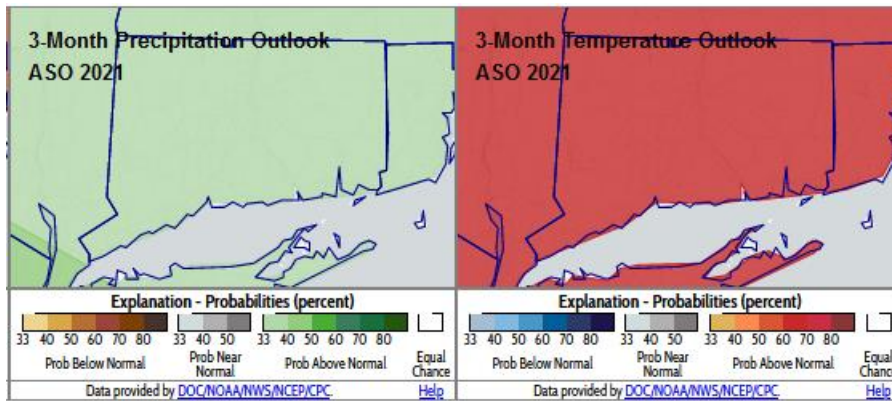 3-Month Precipitation Outlook
ASO 2021
Explanation - Probabilities (percent)
33 40 50 60 70 80 33 40 50 33 40 50 60 70 80
Prob Below Normal Prob Near Normal Prob Above Normal Equal Chance
Data provided by DOC/NOAA/NWS/NCEP/CPC. Help
3-Month Temperature Outlook
ASO 2021
Explanation - Probabilities (percent)
33 40 50 60 70 80 33 40 50 33 40 50 60 70 80
Prob Below Normal Prob Near Normal Prob Above Normal Equal Chance
Data provided by DOC/NOAA/NWS/NCEP/CPC. Help